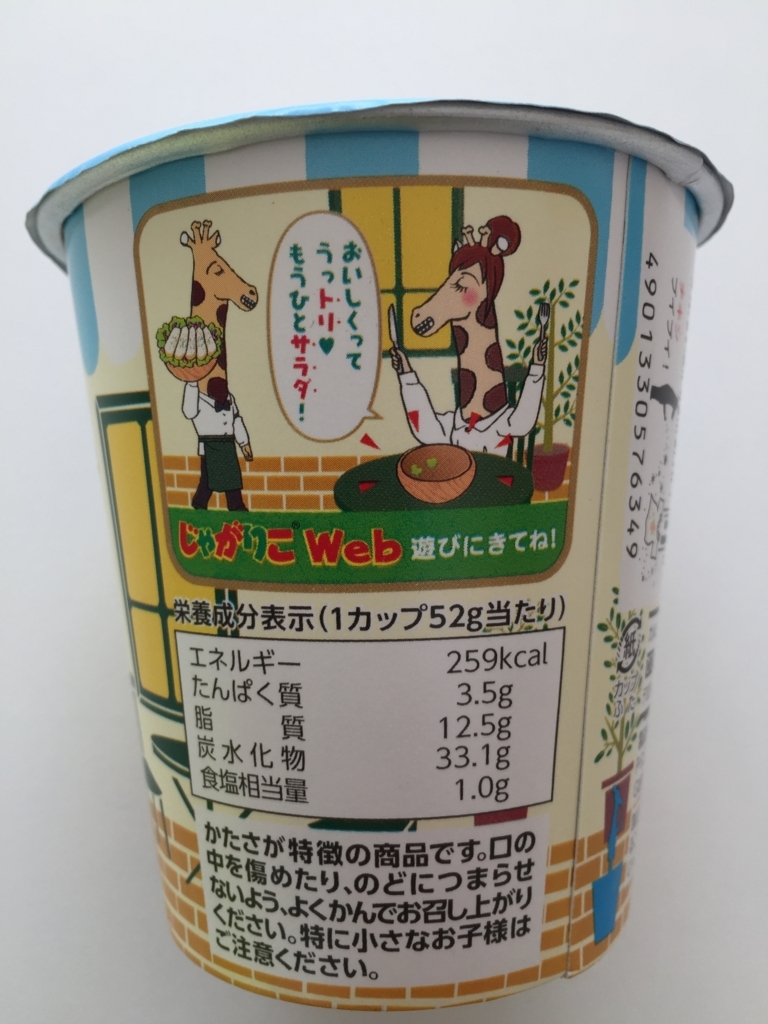 おいしくって
うっトリ♥
もうひとサラダ!
じゃがりこ® Web 遊びにきてね!
栄養成分表示(1カップ52g当たり)
エネルギー 259kcal
たんぱく質 3.5g
脂質 12.5g
炭水化物 33.1g
食塩相当量 1.0g
かたさが特徴の商品です。口の
中を傷めたり、のどにつまらせ
ないよう、よくかんでお召し上がり
ください。特に小さなお子様は
ご注意ください。
4901330576349
紙
カップ
ふた